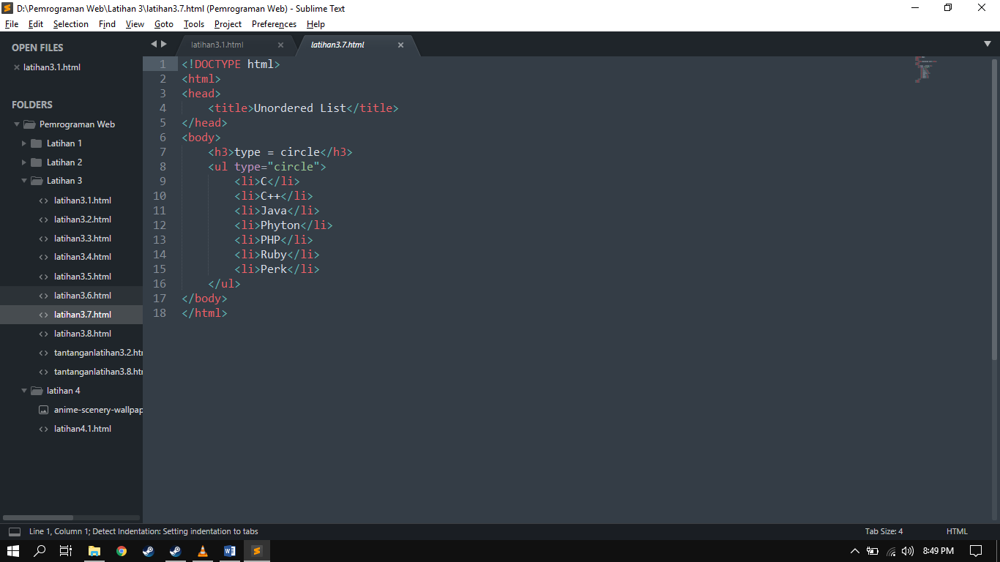 D:\Pemrograman Web\Latihan 3\latihan3.7.html (Pemrograman Web) - Sublime Text
File Edit Selection Find View Goto Tools Project Preferences Help
OPEN FILES
latihan3.1.html
FOLDERS
Pemrograman Web
Latihan 1
Latihan 2
Latihan 3
latihan3.1.html
latihan3.2.html
latihan3.3.html
latihan3.4.html
latihan3.5.html
latihan3.6.html
latihan3.7.html
latihan3.8.html
tantanganlatihan3.2.htm
tantanganlatihan3.8.htm
latihan 4
anime-scenery-wallpap
latihan4.1.html
latihan3.1.html latihan3.7.html
1 <!DOCTYPE html>
2 <html>
3 <head>
4     <title>Unordered List</title>
5 </head>
6 <body>
7     <h3>type = circle</h3>
8     <ul type="circle">
9         <li>C</li>
10         <li>C++</li>
11         <li>Java</li>
12         <li>Phyton</li>
13         <li>PHP</li>
14         <li>Ruby</li>
15         <li>Perk</li>
16     </ul>
17 </body>
18 </html>
Line 1, Column 1; Detect Indentation: Setting indentation to tabs
Tab Size: 4 HTML
8:49 PM